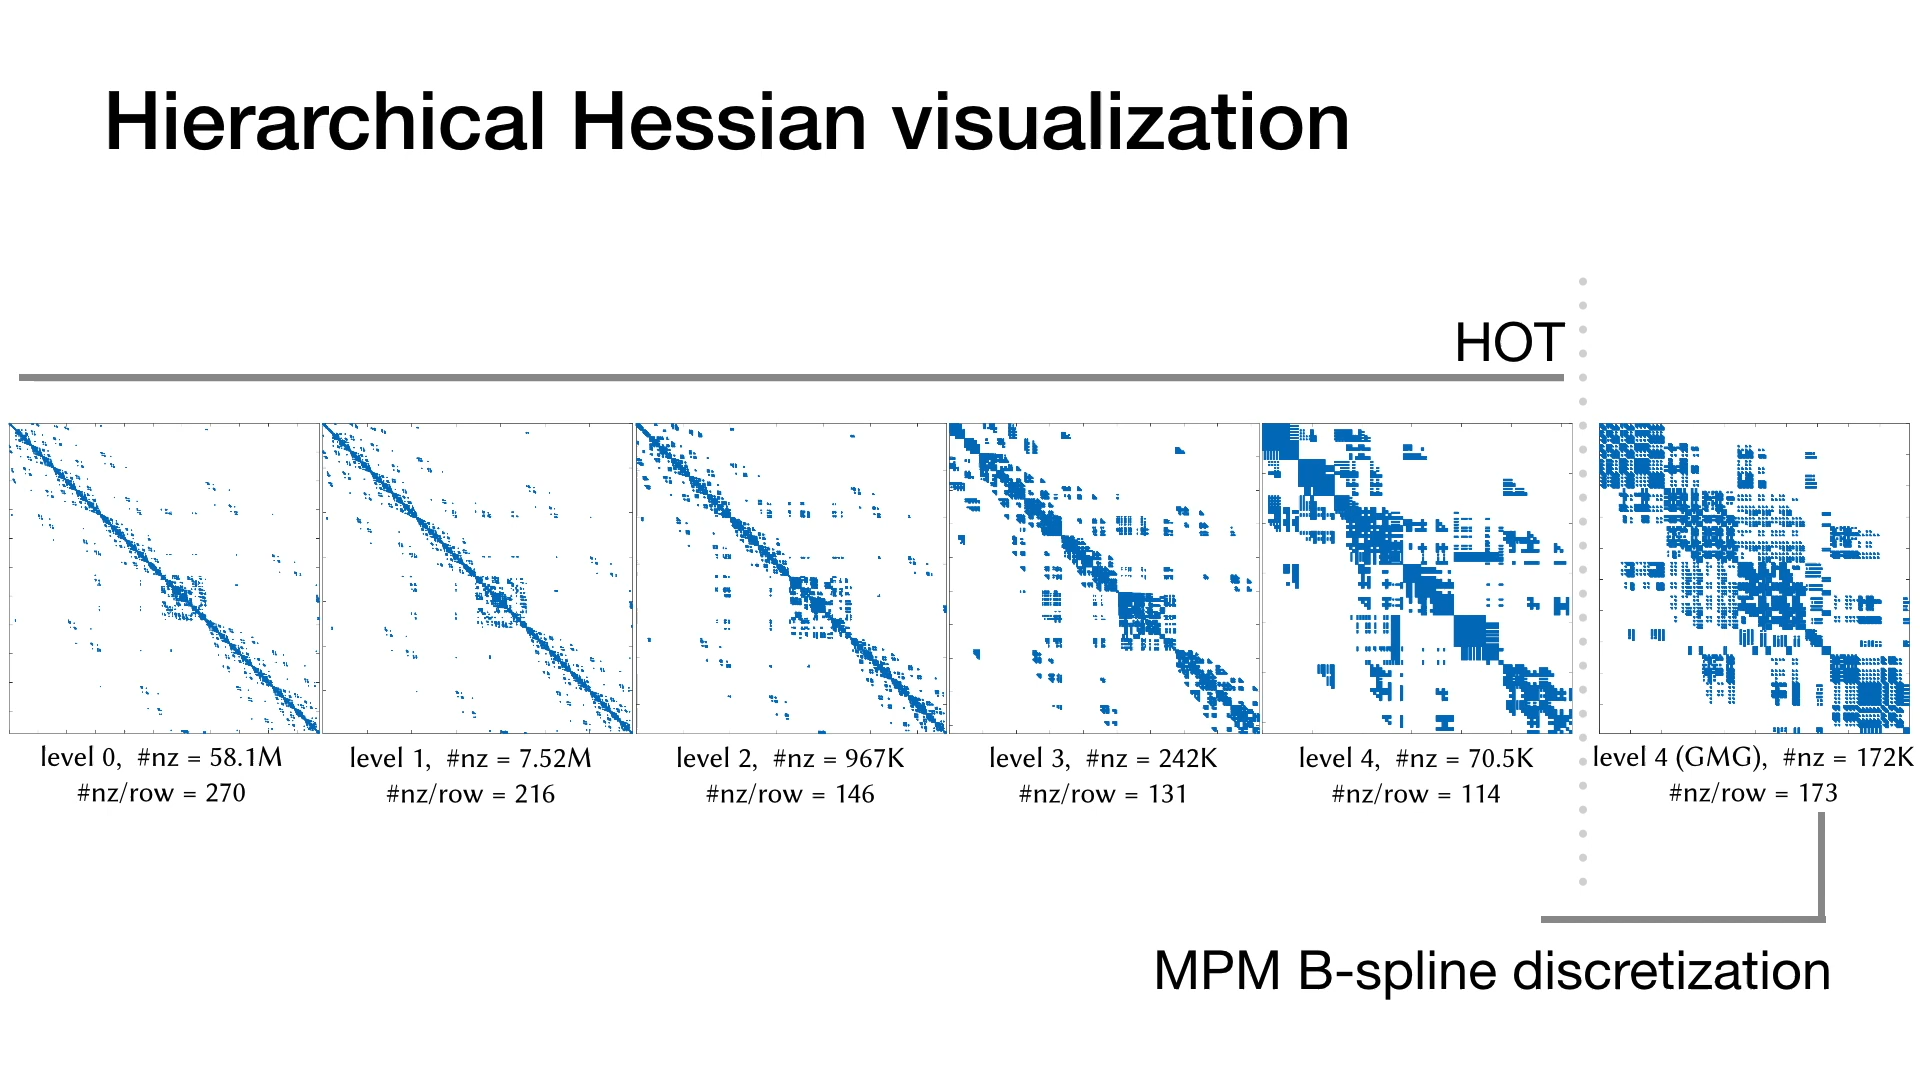 Hierarchical Hessian visualization
HOT
level 0, #nz = 58.1M
#nz/row = 270
level 1, #nz = 7.52M
#nz/row = 216
level 2, #nz = 967K
#nz/row = 146
level 3, #nz = 242K
#nz/row = 131
level 4, #nz = 70.5K
#nz/row = 114
level 4 (GMG), #nz = 172K
#nz/row = 173
MPM B-spline discretization